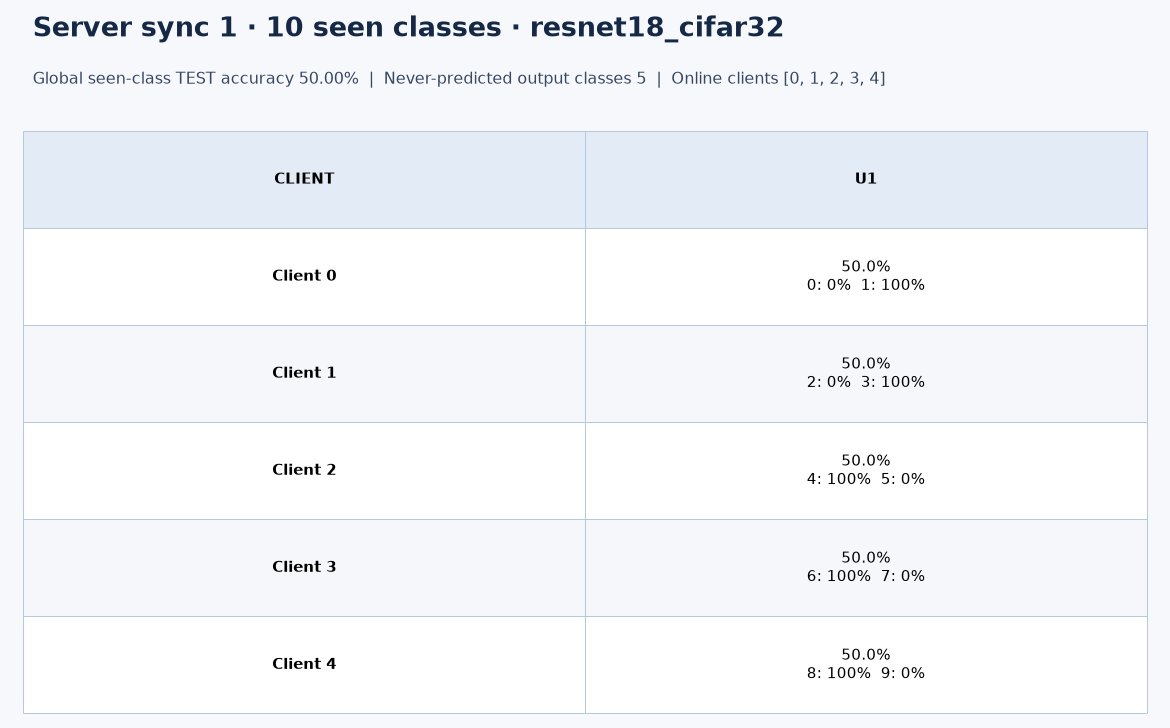 Server sync 1 · 10 seen classes · resnet18_cifar32
Global seen-class TEST accuracy 50.00%  |  Never-predicted output classes 5  |  Online clients [0, 1, 2, 3, 4]
CLIENT  U1
Client 0  50.0%
0: 0%  1: 100%
Client 1  50.0%
2: 0%  3: 100%
Client 2  50.0%
4: 100%  5: 0%
Client 3  50.0%
6: 100%  7: 0%
Client 4  50.0%
8: 100%  9: 0%